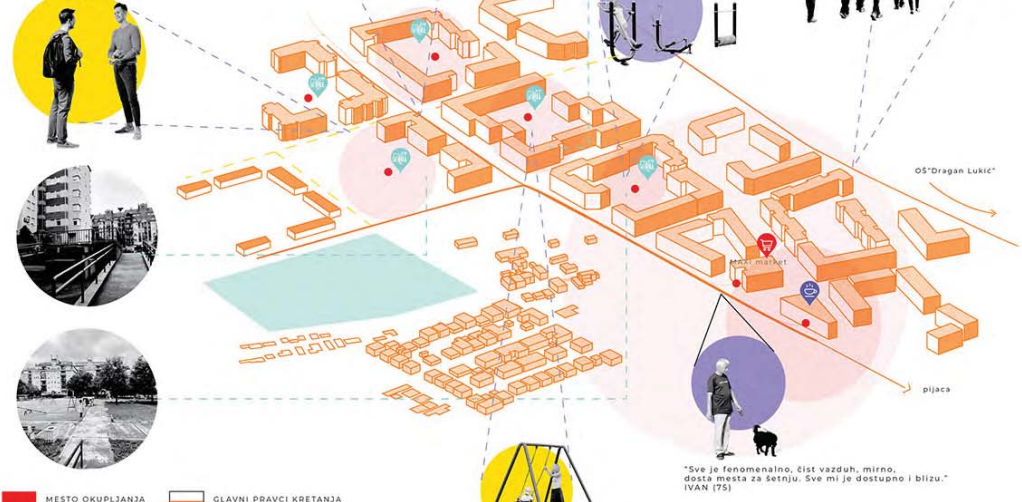 OŠ"Dragan Lukić"
MAXI market
pijaca
"Sve je fenomenalno, čist vazduh, mirno,
dosta mesta za šetnju. Sve mi je dostupno i blizu."
IVAN (75)
MESTO OKUPLJANJA
GLAVNI PRAVCI KRETANJA